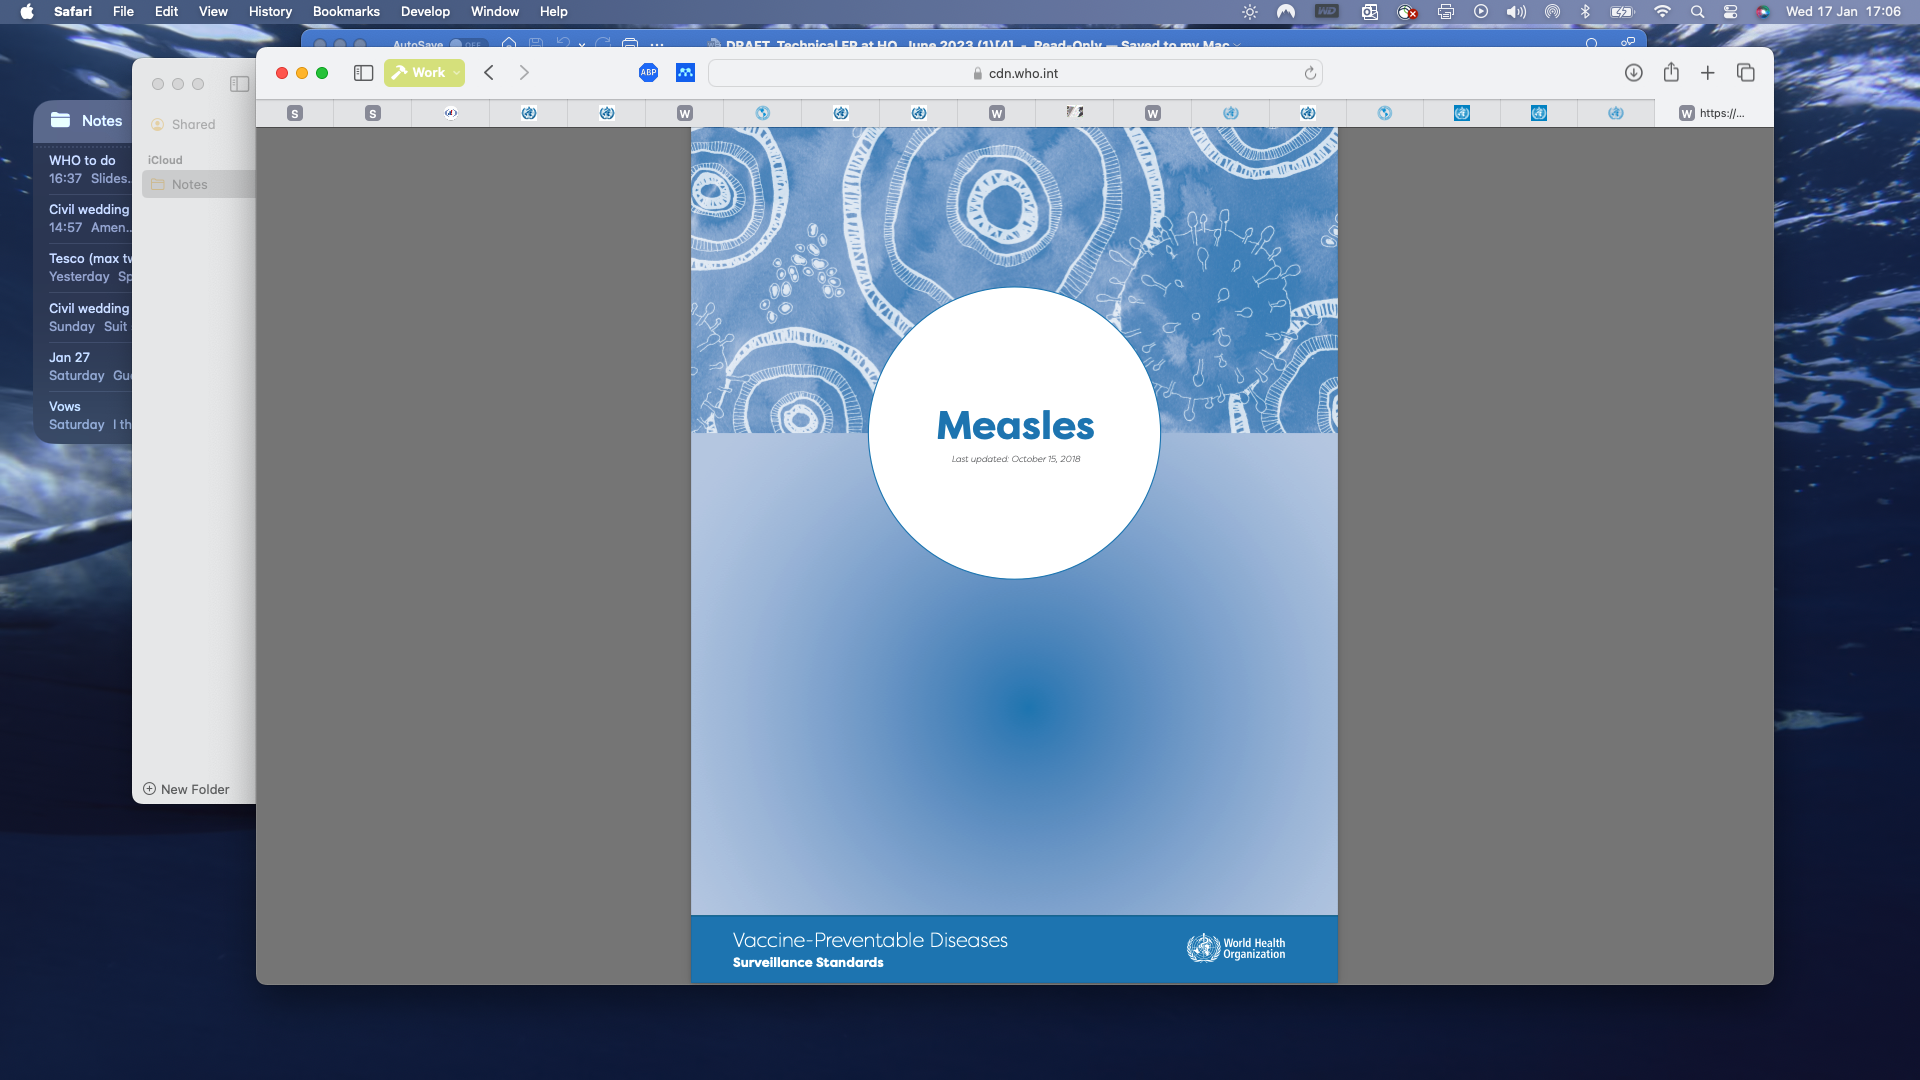 Safari File Edit View History Bookmarks Develop Window Help
WD
Wed 17 Jan 17:06
AutoSave OFF
DRAFT_Technical FP at HQ_June 2023 (1)[4] - Read-Only — Saved to my Mac
Work
ABP
cdn.who.int
S S W W W W https://...
Notes
WHO to do
16:37 Slides..
Civil wedding
14:57 Amen..
Tesco (max tw
Yesterday Sp
Civil wedding
Sunday Suit
Jan 27
Saturday Gu
Vows
Saturday I th
Shared
iCloud
Notes
New Folder
Measles
Last updated: October 15, 2018
Vaccine-Preventable Diseases
Surveillance Standards
World Health
Organization